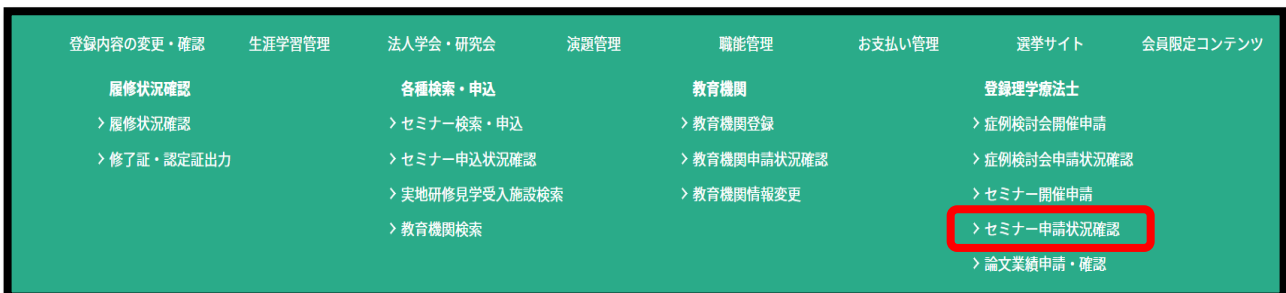 登録内容の変更・確認 生涯学習管理 法人学会・研究会 演題管理 職能管理 お支払い管理 選挙サイト 会員限定コンテンツ
履修状況確認 各種検索・申込 教育機関 登録理学療法士
> 履修状況確認 > セミナー検索・申込 > 教育機関登録 > 症例検討会開催申請
> 修了証・認定証出力 > セミナー申込状況確認 > 教育機関申請状況確認 > 症例検討会申請状況確認
> 実地研修見学受入施設検索 > 教育機関情報変更 > セミナー開催申請
> 教育機関検索 > セミナー申請状況確認
> 論文業績申請・確認